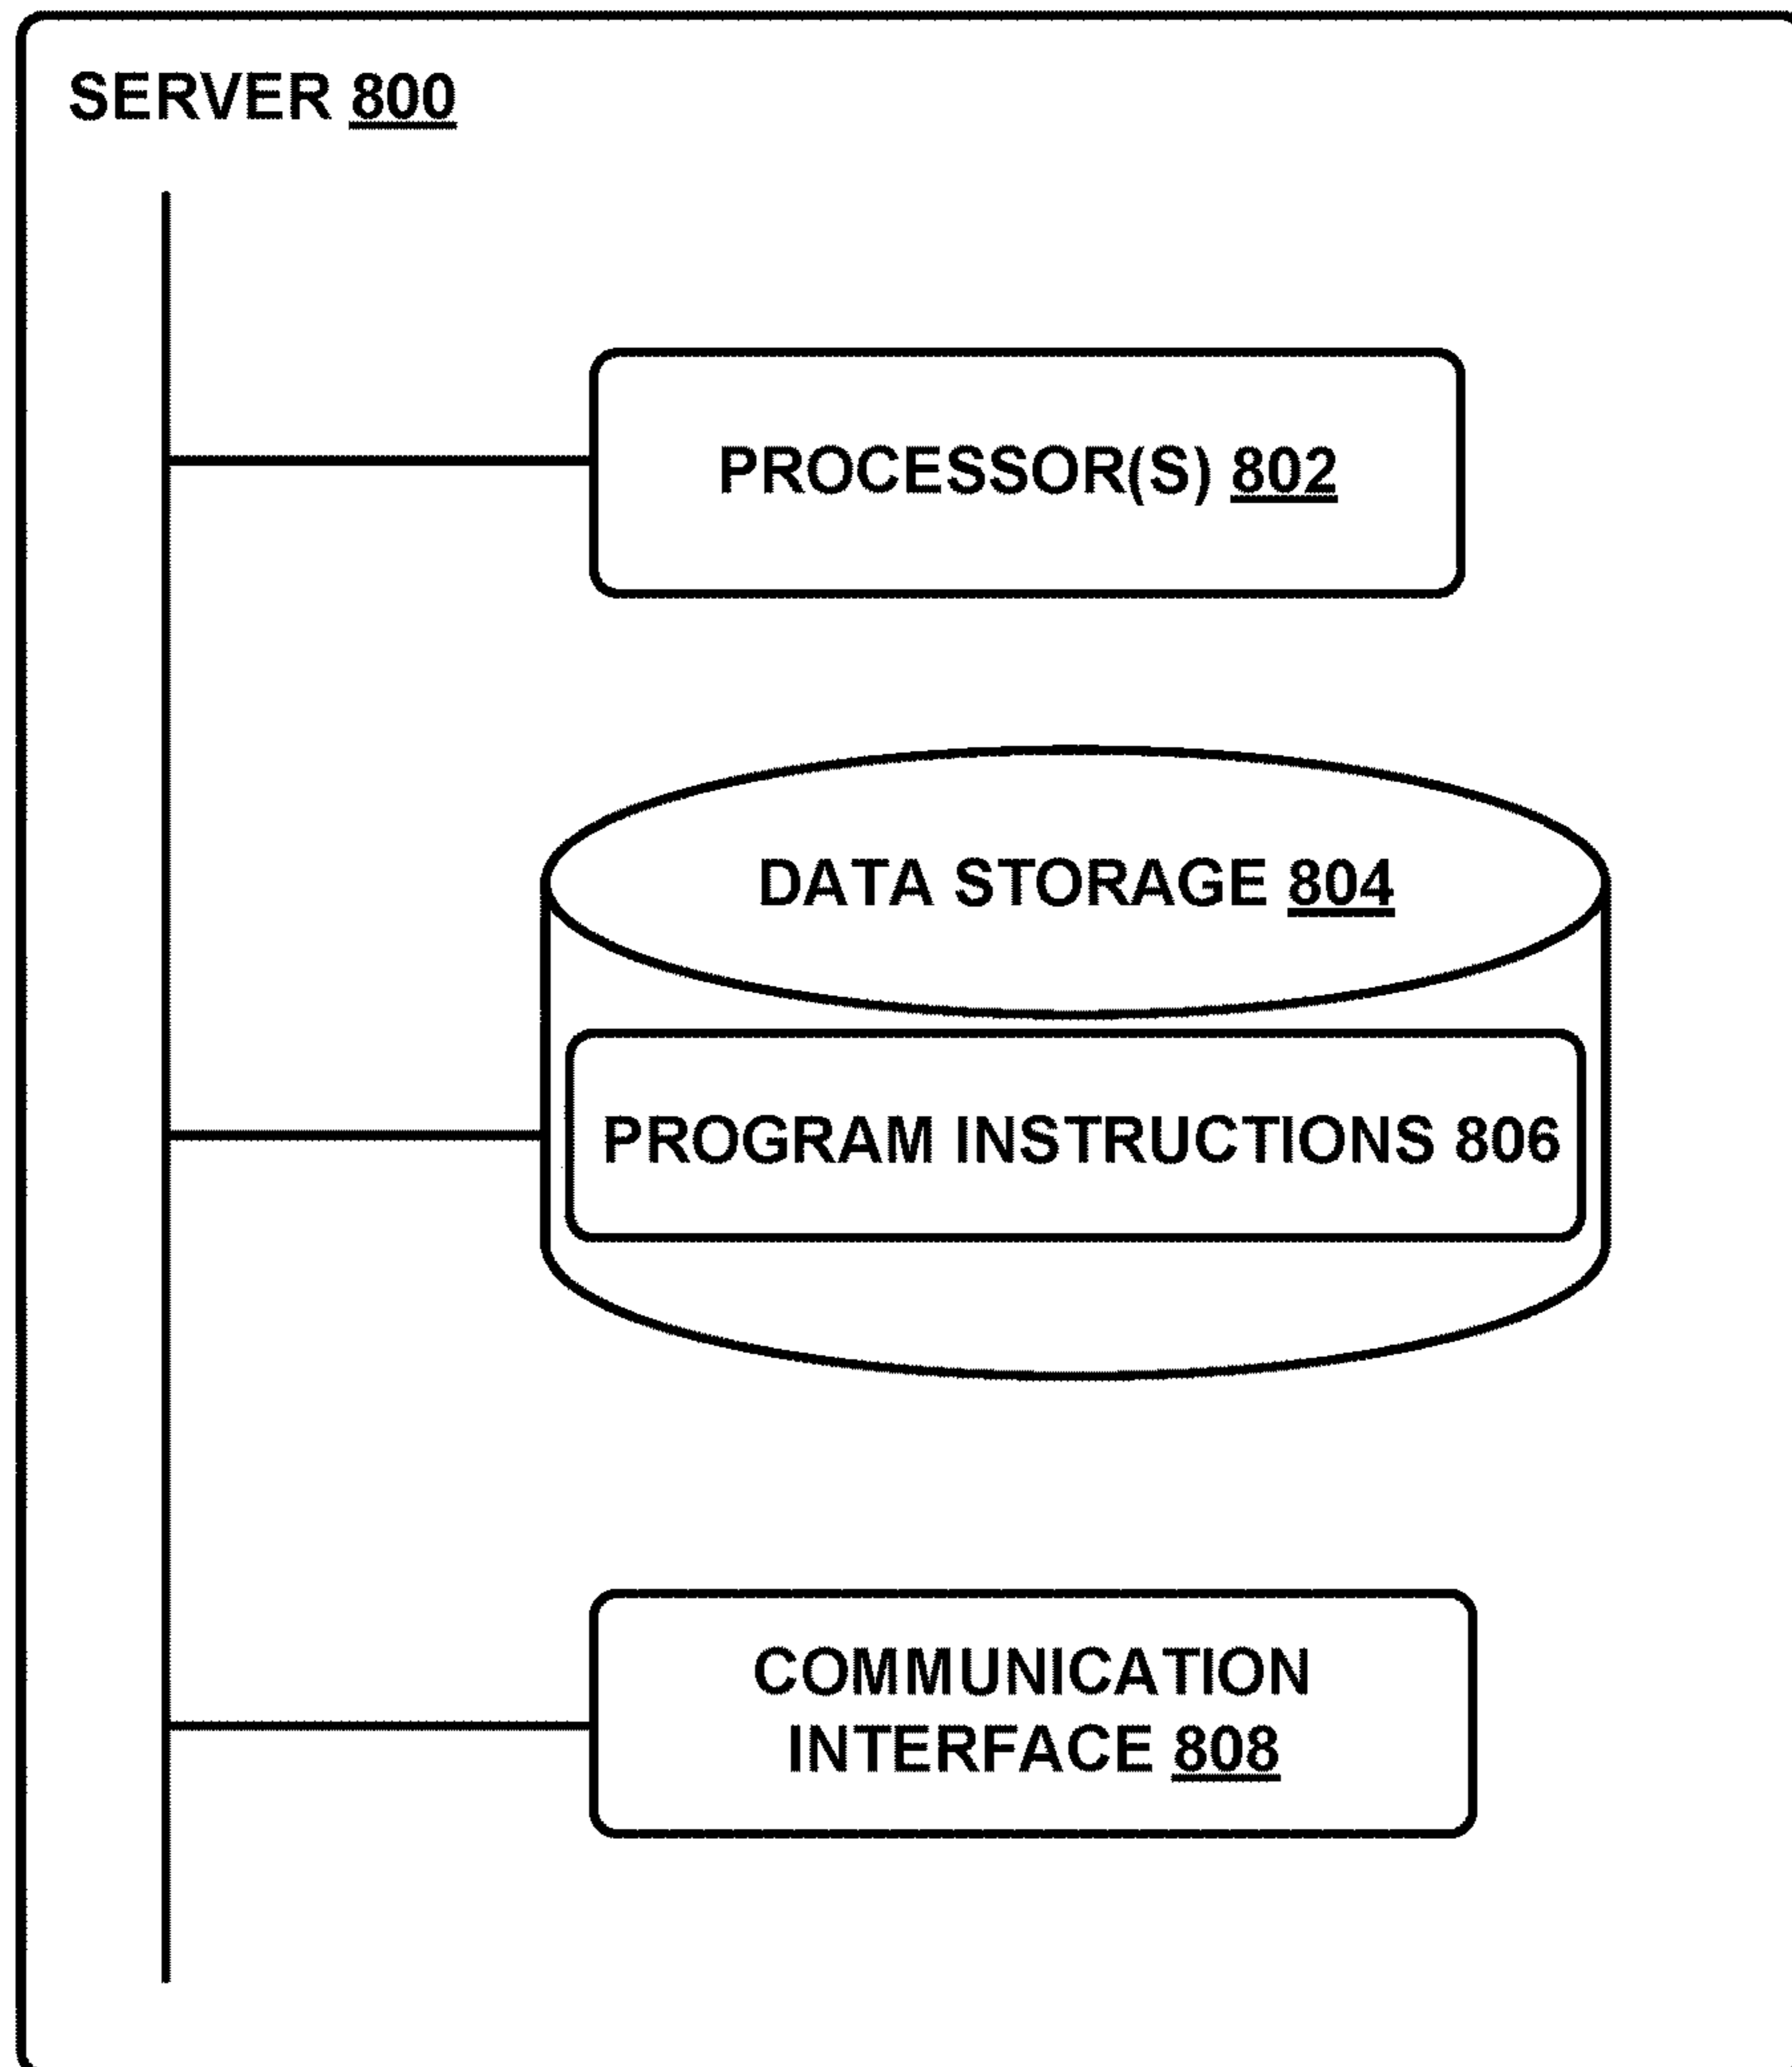 SERVER 800
PROCESSOR(S) 802
DATA STORAGE 804
PROGRAM INSTRUCTIONS 806
COMMUNICATION
INTERFACE 808